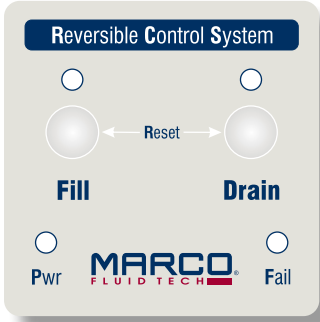 Reversible Control System
Reset
Fill Drain
Pwr Fail
MARCO®
FLUID TECH